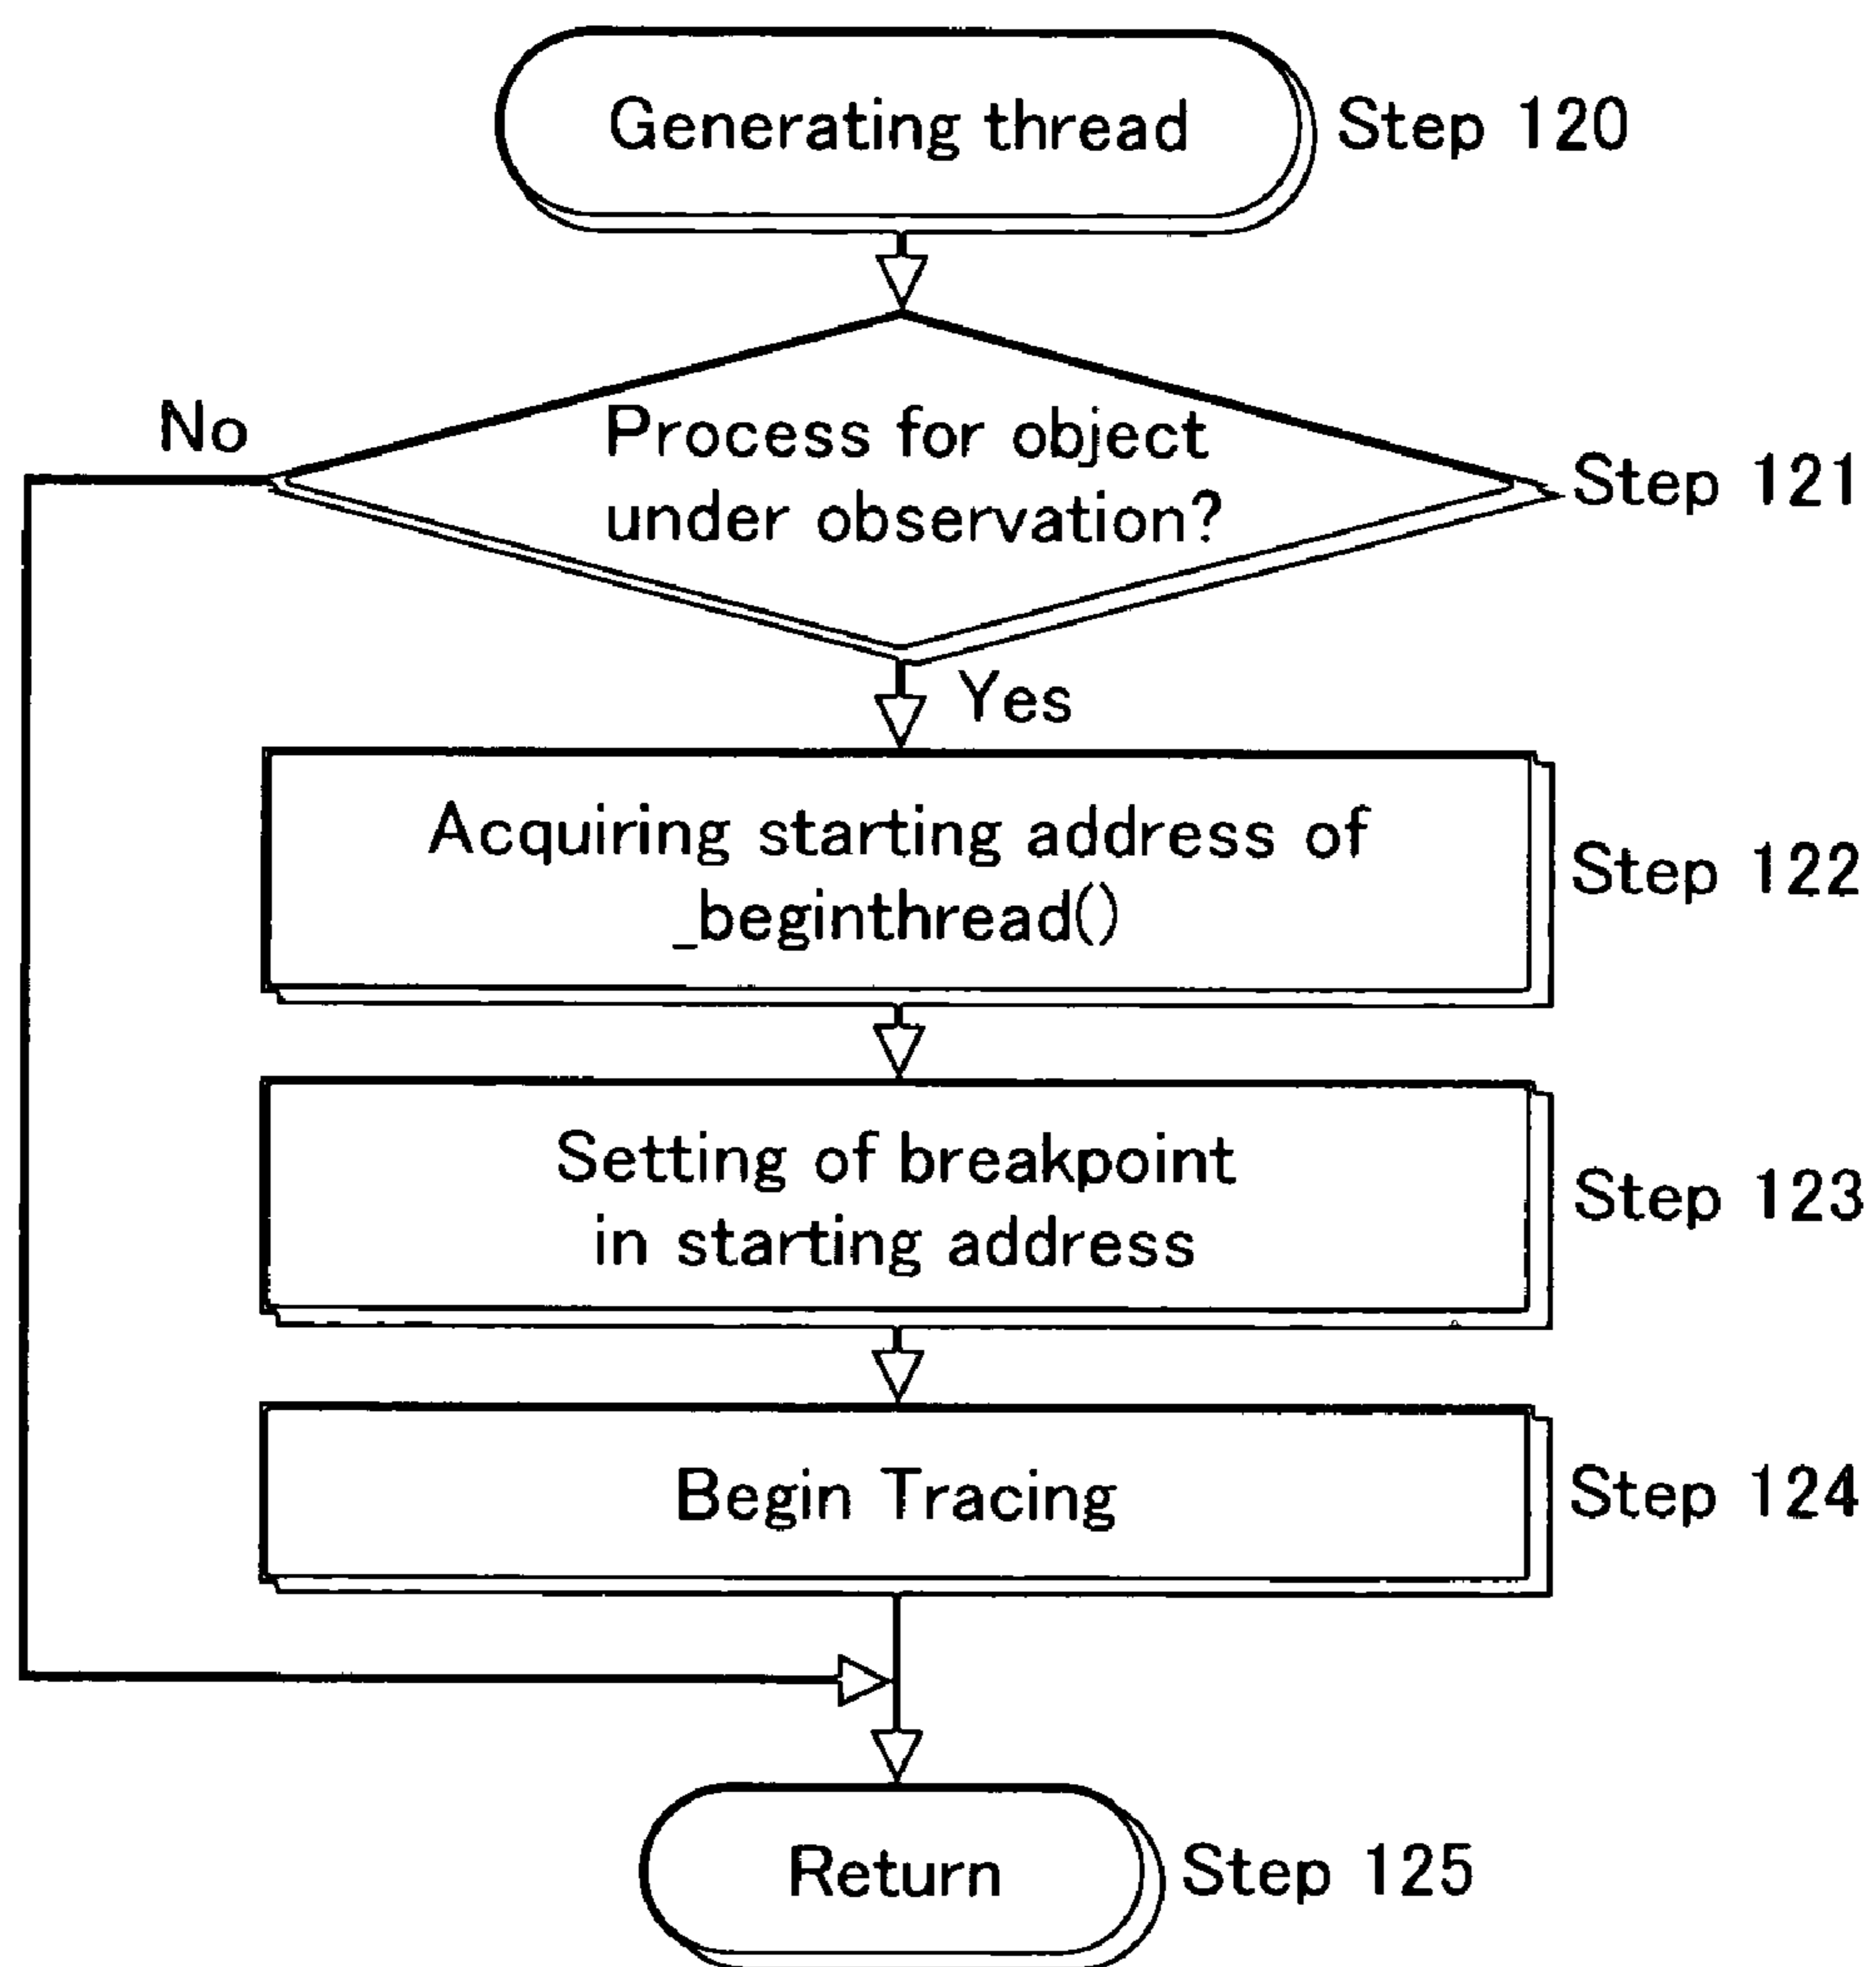 Generating thread
Step 120
No
Process for object
under observation?
Step 121
Yes
Acquiring starting address of
_beginthread()
Step 122
Setting of breakpoint
in starting address
Step 123
Begin Tracing
Step 124
Return
Step 125